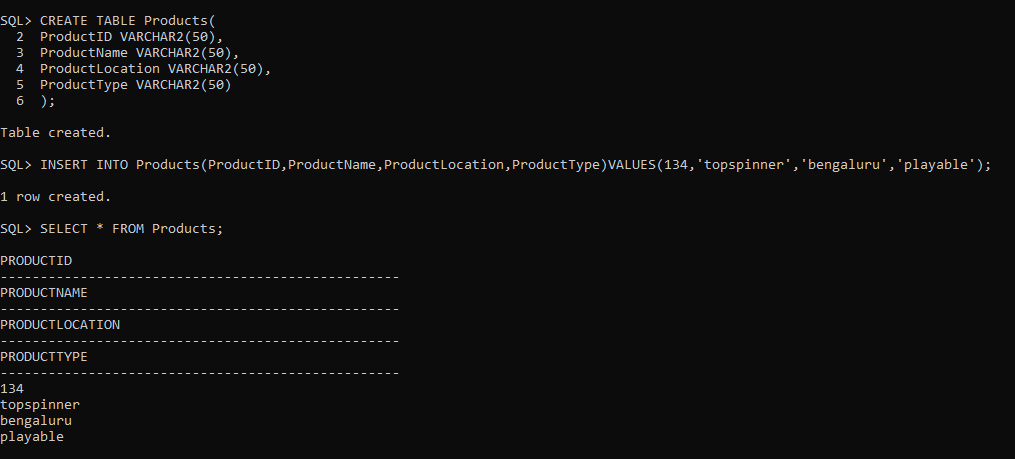 SQL> CREATE TABLE Products(
  2  ProductID VARCHAR2(50),
  3  ProductName VARCHAR2(50),
  4  ProductLocation VARCHAR2(50),
  5  ProductType VARCHAR2(50)
  6  );
Table created.
SQL> INSERT INTO Products(ProductID,ProductName,ProductLocation,ProductType)VALUES(134,'topspinner','bengaluru','playable');
1 row created.
SQL> SELECT * FROM Products;
PRODUCTID
--------------------------------------------------
PRODUCTNAME
--------------------------------------------------
PRODUCTLOCATION
--------------------------------------------------
PRODUCTTYPE
--------------------------------------------------
134
topspinner
bengaluru
playable